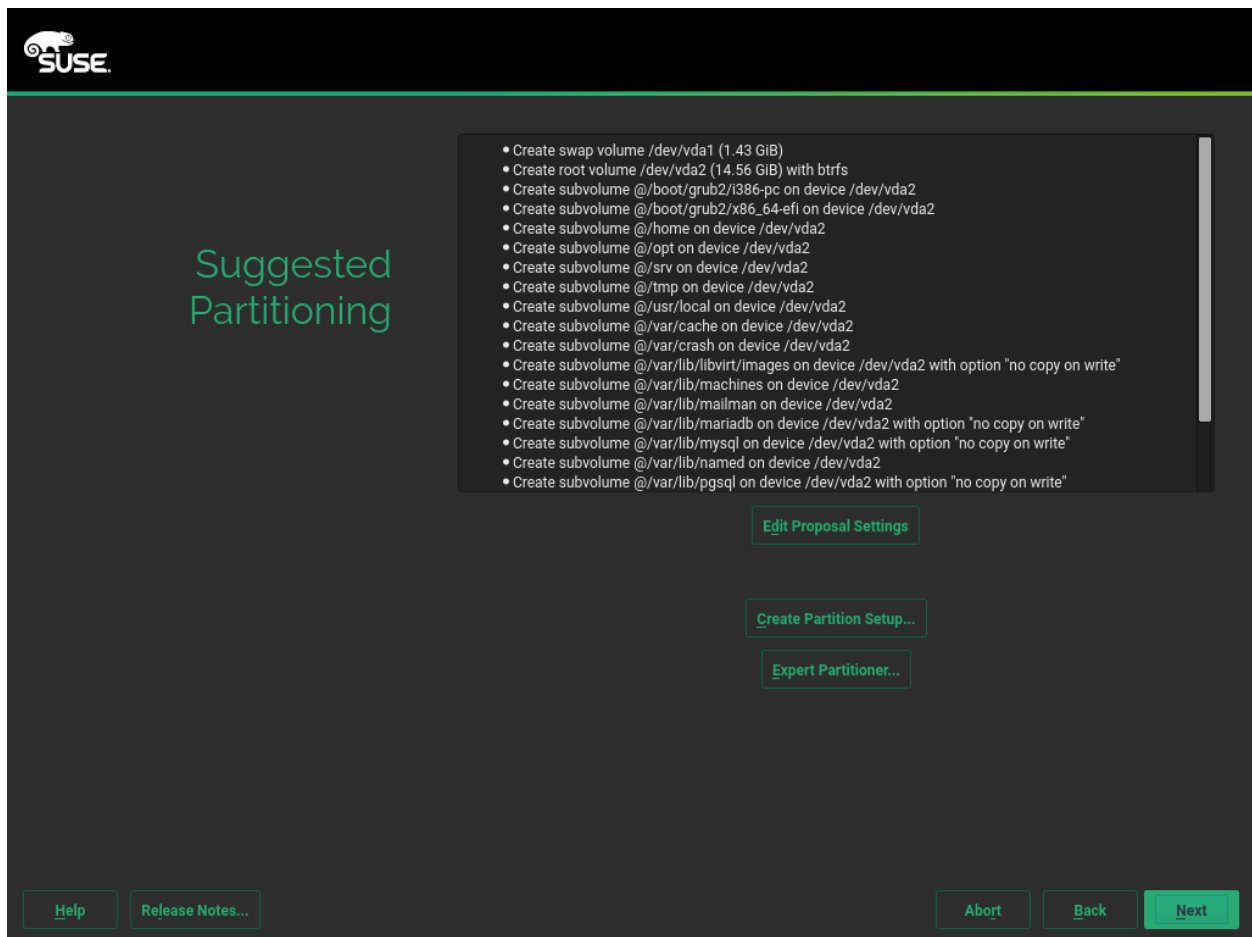 SUSE.
Suggested
Partitioning
• Create swap volume /dev/vda1 (1.43 GiB)
• Create root volume /dev/vda2 (14.56 GiB) with btrfs
• Create subvolume @/boot/grub2/i386-pc on device /dev/vda2
• Create subvolume @/boot/grub2/x86_64-efi on device /dev/vda2
• Create subvolume @/home on device /dev/vda2
• Create subvolume @/opt on device /dev/vda2
• Create subvolume @/srv on device /dev/vda2
• Create subvolume @/tmp on device /dev/vda2
• Create subvolume @/usr/local on device /dev/vda2
• Create subvolume @/var/cache on device /dev/vda2
• Create subvolume @/var/crash on device /dev/vda2
• Create subvolume @/var/lib/libvirt/images on device /dev/vda2 with option "no copy on write"
• Create subvolume @/var/lib/machines on device /dev/vda2
• Create subvolume @/var/lib/mailman on device /dev/vda2
• Create subvolume @/var/lib/mariadb on device /dev/vda2 with option "no copy on write"
• Create subvolume @/var/lib/mysql on device /dev/vda2 with option "no copy on write"
• Create subvolume @/var/lib/named on device /dev/vda2
• Create subvolume @/var/lib/pgsql on device /dev/vda2 with option "no copy on write"
Edit Proposal Settings
Create Partition Setup...
Expert Partitioner...
Help
Release Notes...
Abort
Back
Next